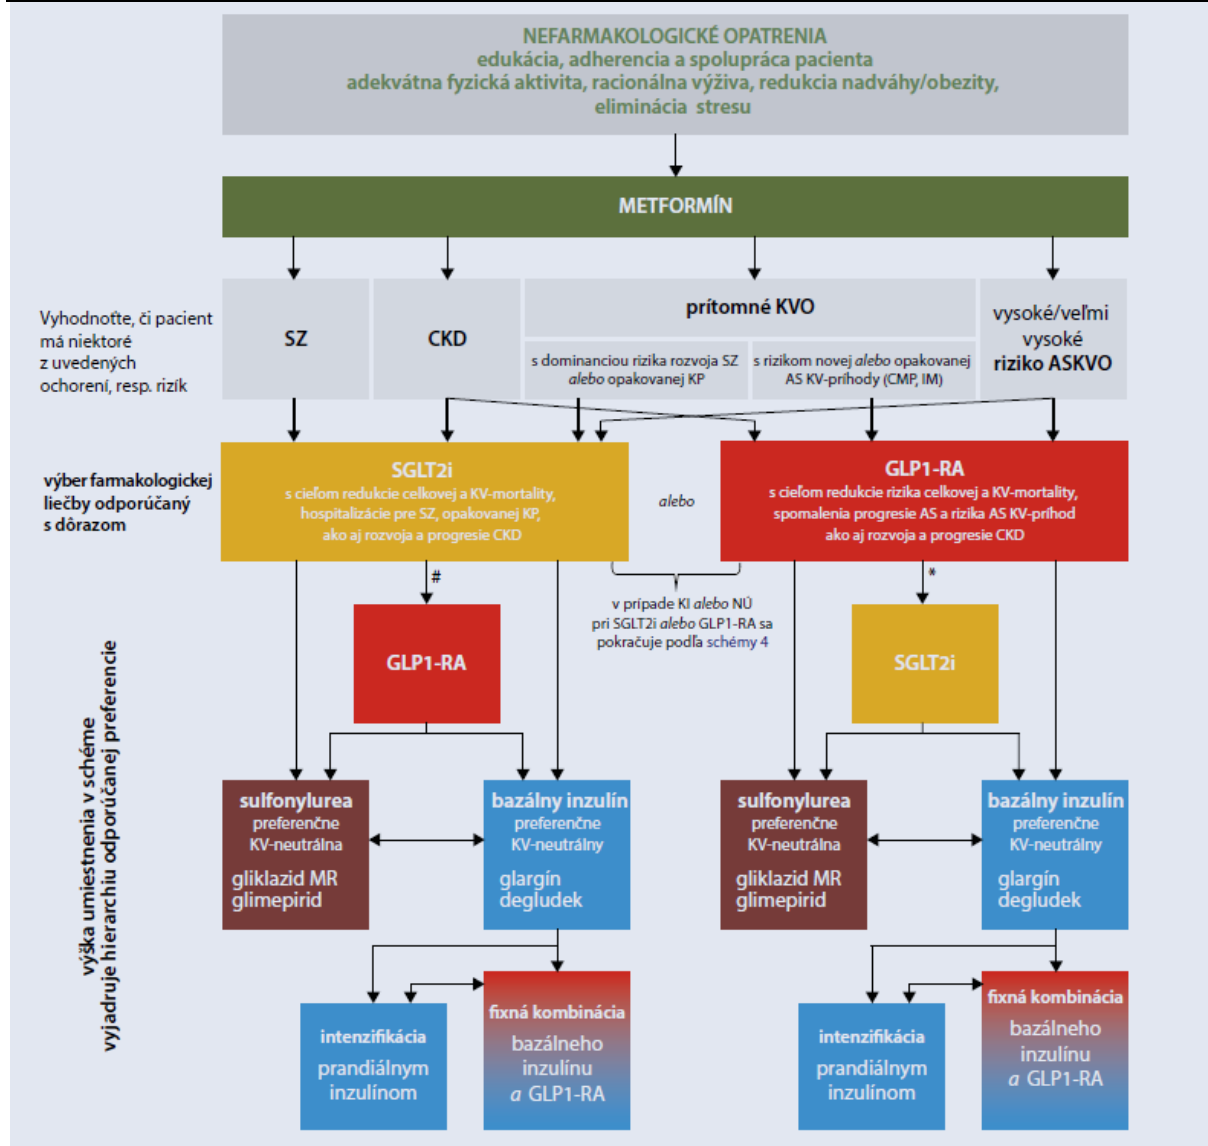 NEFARMAKOLOGICKÉ OPATRENIA
edukácia, adherencia a spolupráca pacienta
adekvátna fyzická aktivita, racionálna výživa, redukcia nadváhy/obezity,
eliminácia stresu
METFORMÍN
Vyhodnoťte, či pacient
má niektoré
z uvedených
ochorení, resp. rizík
SZ
CKD
prítomné KVO
s dominanciou rizika rozvoja SZ
alebo opakovanej KP
s rizikom novej alebo opakovanej
AS KV-príhody (CMP, IM)
vysoké/veľmi
vysoké
riziko ASKVO
výber farmakologickej
liečby odporúčaný
s dôrazom
SGLT2i
s cieľom redukcie celkovej a KV-mortality,
hospitalizácie pre SZ, opakovanej KP,
ako aj rozvoja a progresie CKD
alebo
GLP1-RA
s cieľom redukcie rizika celkovej a KV-mortality,
spomalenia progresie AS a rizika AS KV-príhod
ako aj rozvoja a progresie CKD
#
*
v prípade KI alebo NÚ
pri SGLT2i alebo GLP1-RA sa
pokračuje podľa schémy 4
GLP1-RA
SGLT2i
výška umiestnenia v schéme
vyjadruje hierarchiu odporúčanej preferencie
sulfonylurea
preferenčne
KV-neutrálna
gliklazid MR
glimepirid
bazálny inzulín
preferenčne
KV-neutrálny
glargín
degludek
sulfonylurea
preferenčne
KV-neutrálna
gliklazid MR
glimepirid
bazálny inzulín
preferenčne
KV-neutrálny
glargín
degludek
intenzifikácia
prandiálnym
inzulínom
fixná kombinácia
bazálneho
inzulínu
a GLP1-RA
intenzifikácia
prandiálnym
inzulínom
fixná kombinácia
bazálneho
inzulínu
a GLP1-RA